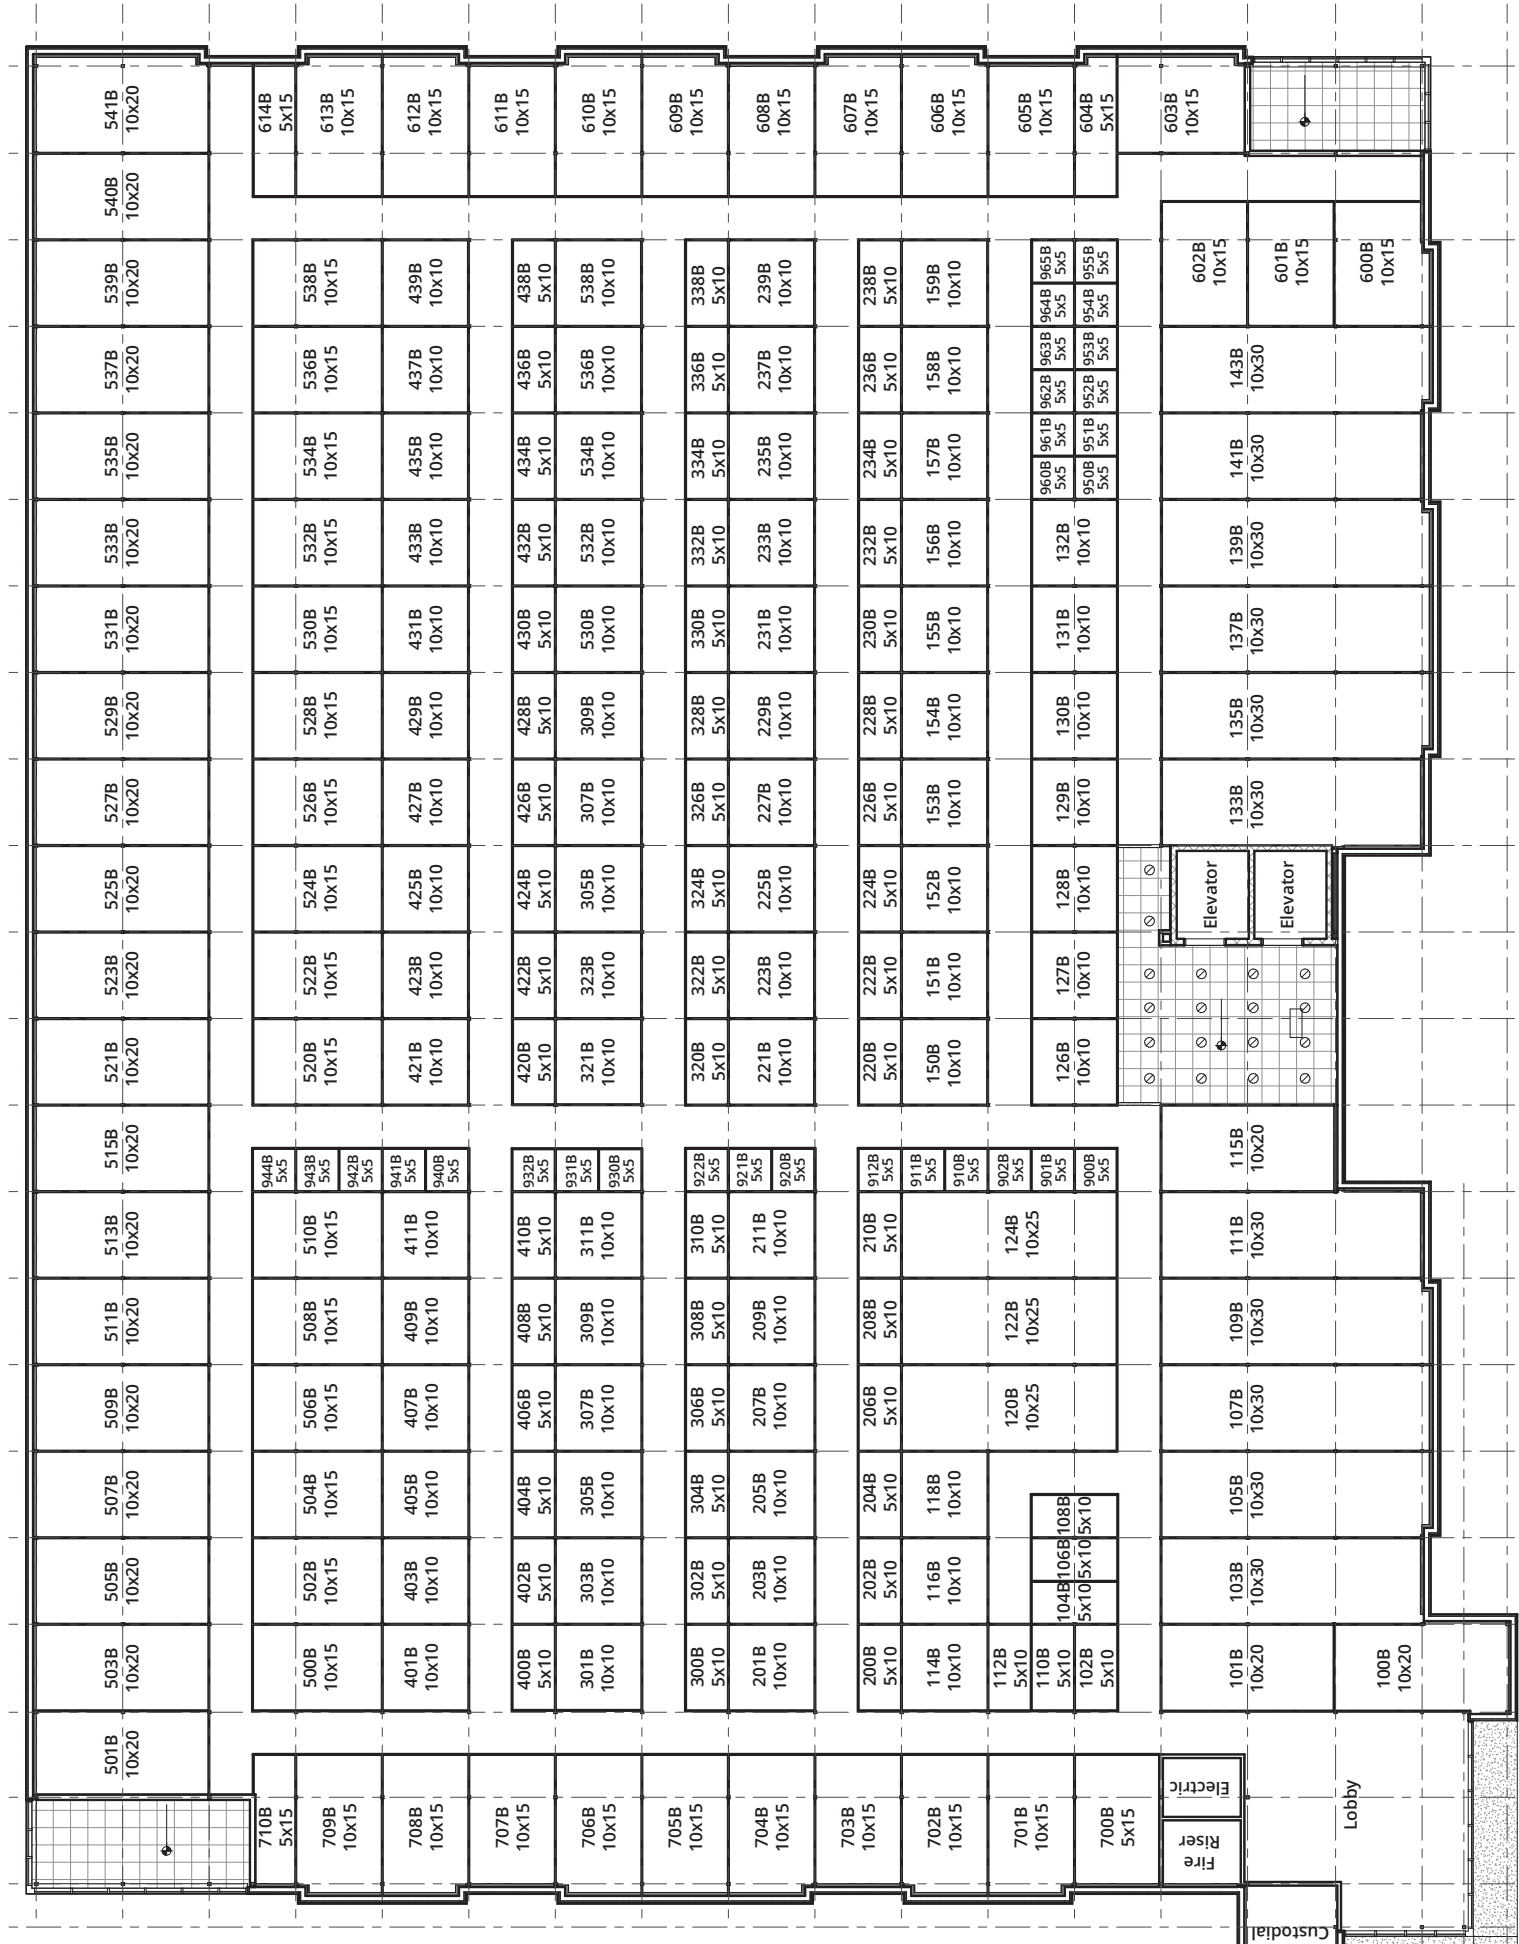 541B
10x20
614B
5x15
613B
10x15
612B
10x15
611B
10x15
610B
10x15
609B
10x15
608B
10x15
607B
10x15
606B
10x15
605B
10x15
604B
5x15
603B
10x15
540B
10x20
539B
10x20
538B
10x15
439B
10x10
438B
5x10
538B
10x10
338B
5x10
239B
10x10
238B
5x10
159B
10x10
965B
5x5
955B
5x5
964B
5x5
954B
5x5
602B
10x15
601B
10x15
600B
10x15
537B
10x20
536B
10x15
437B
10x10
436B
5x10
536B
10x10
336B
5x10
237B
10x10
236B
5x10
158B
10x10
963B
5x5
953B
5x5
962B
5x5
952B
5x5
143B
10x30
535B
10x20
534B
10x15
435B
10x10
434B
5x10
534B
10x10
334B
5x10
235B
10x10
234B
5x10
157B
10x10
961B
5x5
951B
5x5
960B
5x5
950B
5x5
141B
10x30
533B
10x20
532B
10x15
433B
10x10
432B
5x10
532B
10x10
332B
5x10
233B
10x10
232B
5x10
156B
10x10
132B
10x10
139B
10x30
531B
10x20
530B
10x15
431B
10x10
430B
5x10
530B
10x10
330B
5x10
231B
10x10
230B
5x10
155B
10x10
131B
10x10
137B
10x30
529B
10x20
528B
10x15
429B
10x10
428B
5x10
309B
10x10
328B
5x10
229B
10x10
228B
5x10
154B
10x10
130B
10x10
135B
10x30
527B
10x20
526B
10x15
427B
10x10
426B
5x10
307B
10x10
326B
5x10
227B
10x10
226B
5x10
153B
10x10
129B
10x10
133B
10x30
525B
10x20
524B
10x15
425B
10x10
424B
5x10
305B
10x10
324B
5x10
225B
10x10
224B
5x10
152B
10x10
128B
10x10
Elevator
Elevator
523B
10x20
522B
10x15
423B
10x10
422B
5x10
323B
10x10
322B
5x10
223B
10x10
222B
5x10
151B
10x10
127B
10x10
521B
10x20
520B
10x15
421B
10x10
420B
5x10
321B
10x10
320B
5x10
221B
10x10
220B
5x10
150B
10x10
126B
10x10
515B
10x20
944B
5x5
943B
5x5
942B
5x5
941B
5x5
940B
5x5
932B
5x5
931B
5x5
930B
5x5
922B
5x5
921B
5x5
920B
5x5
912B
5x5
911B
5x5
910B
5x5
902B
5x5
901B
5x5
900B
5x5
115B
10x20
513B
10x20
510B
10x15
411B
10x10
410B
5x10
311B
10x10
310B
5x10
211B
10x10
210B
5x10
124B
10x25
111B
10x30
511B
10x20
508B
10x15
409B
10x10
408B
5x10
309B
10x10
308B
5x10
209B
10x10
208B
5x10
122B
10x25
109B
10x30
509B
10x20
506B
10x15
407B
10x10
406B
5x10
307B
10x10
306B
5x10
207B
10x10
206B
5x10
120B
10x25
107B
10x30
507B
10x20
504B
10x15
405B
10x10
404B
5x10
305B
10x10
304B
5x10
205B
10x10
204B
5x10
118B
10x10
108B
5x10
105B
10x30
505B
10x20
502B
10x15
403B
10x10
402B
5x10
303B
10x10
302B
5x10
203B
10x10
202B
5x10
116B
10x10
106B
5x10
104B
5x10
103B
10x30
503B
10x20
500B
10x15
401B
10x10
400B
5x10
301B
10x10
300B
5x10
201B
10x10
200B
5x10
114B
10x10
112B
5x10
110B
5x10
102B
5x10
101B
10x20
100B
10x20
501B
10x20
710B
5x15
709B
10x15
708B
10x15
707B
10x15
706B
10x15
705B
10x15
704B
10x15
703B
10x15
702B
10x15
701B
10x15
700B
5x15
Electric
Fire
Riser
Lobby
Custodial